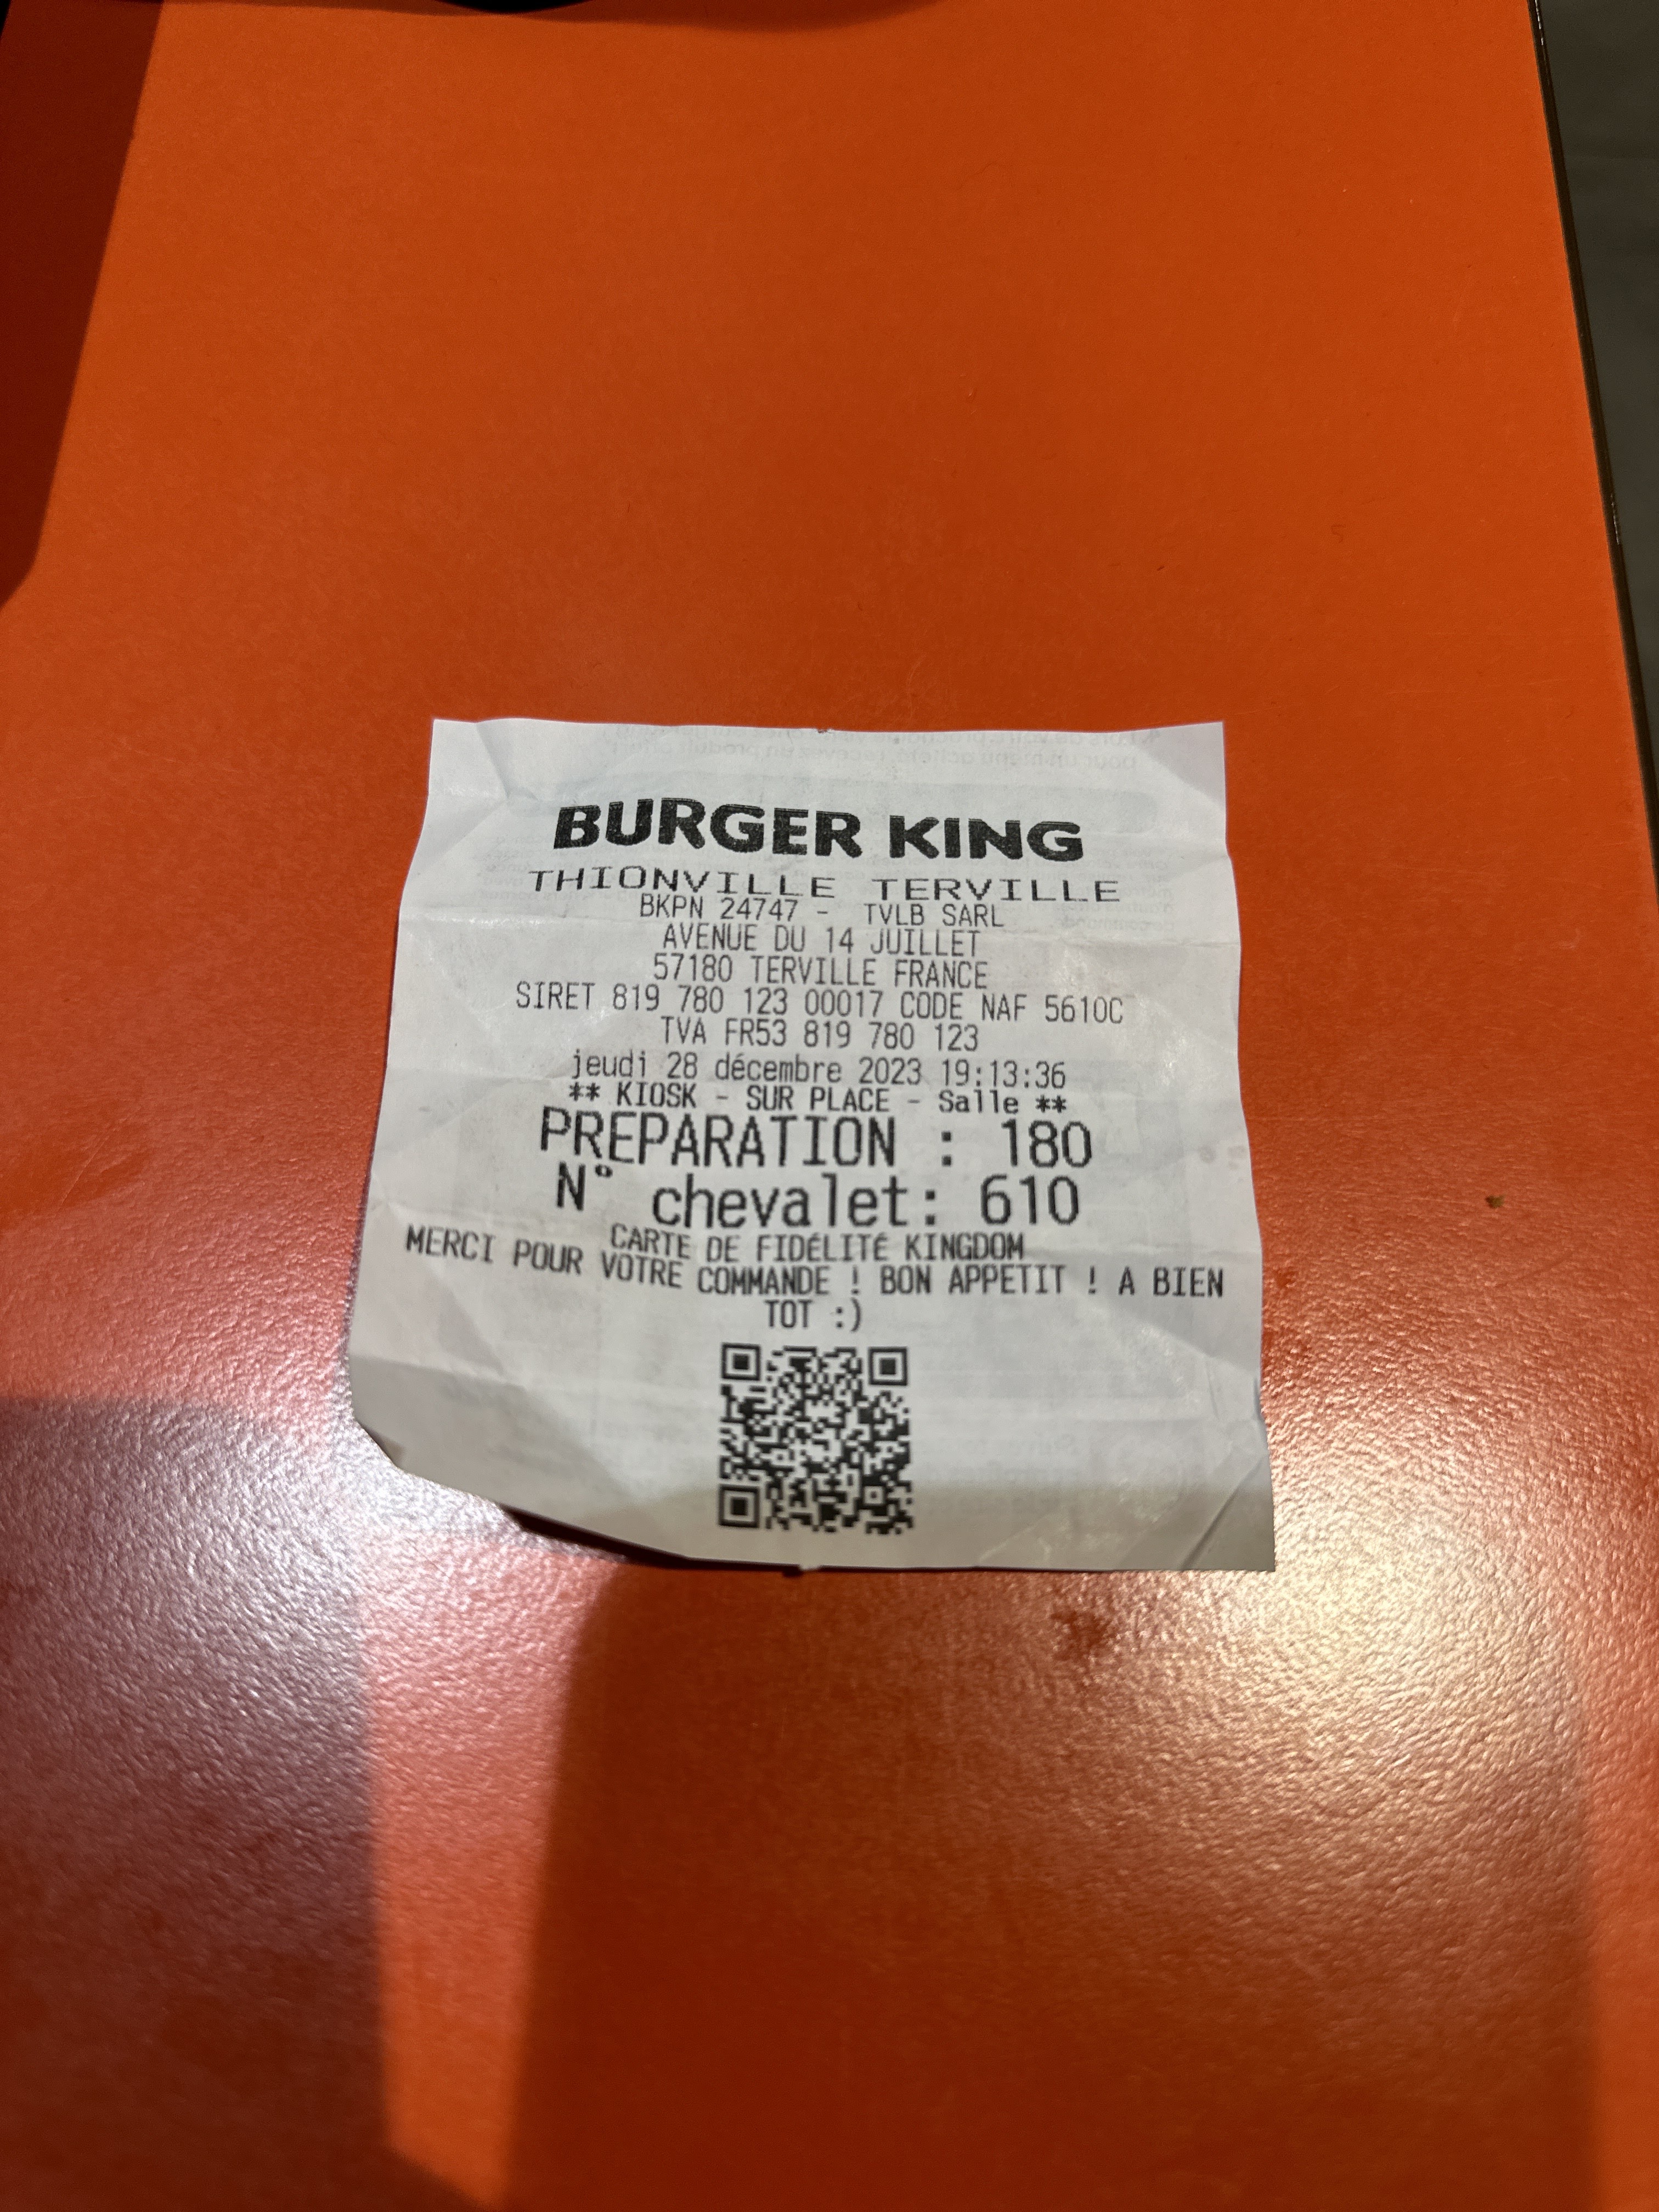 BURGER KING
THIONVILLE TERVILLE
BKPN 24747 - TVLB SARL
AVENUE DU 14 JUILLET
57180 TERVILLE FRANCE
SIRET 819 780 123 00017 CODE NAF 5610C
TVA FR53 819 780 123
jeudi 28 décembre 2023 19:13:36
** KIOSK - SUR PLACE - Salle **
PREPARATION : 180
N° chevalet: 610
CARTE DE FIDÉLITÉ KINGDOM
MERCI POUR VOTRE COMMANDE ! BON APPETIT ! A BIEN
TOT :)